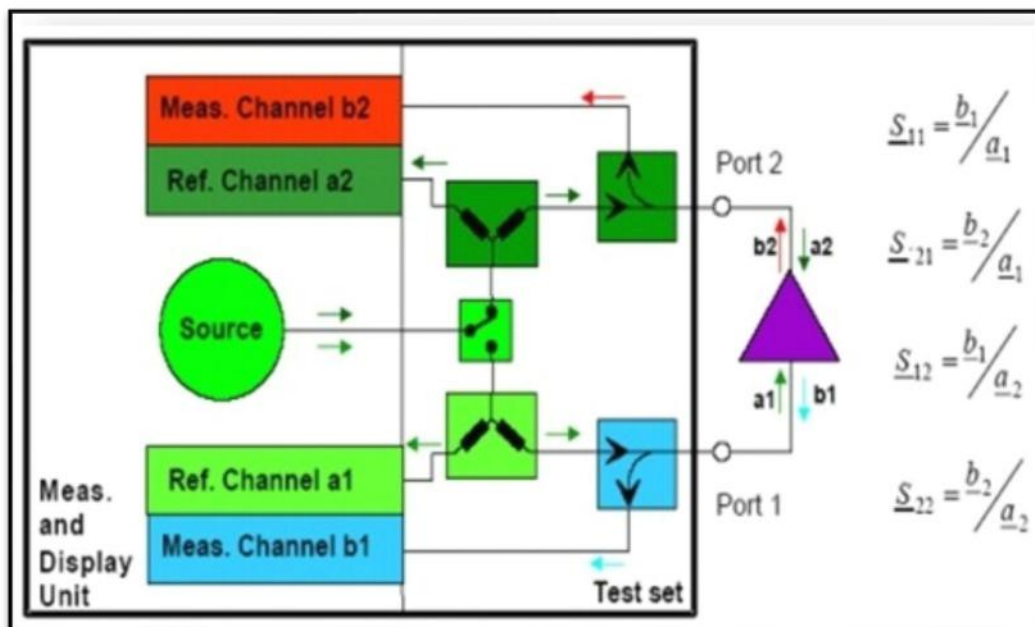 Meas. Channel b2
Ref. Channel a2
Source
Ref. Channel a1
Meas. Channel b1
Meas.
and
Display
Unit
Test set
Port 2
b2
a2
a1
b1
Port 1
S11 = b1/a1
S21 = b2/a1
S12 = b1/a2
S22 = b2/a2